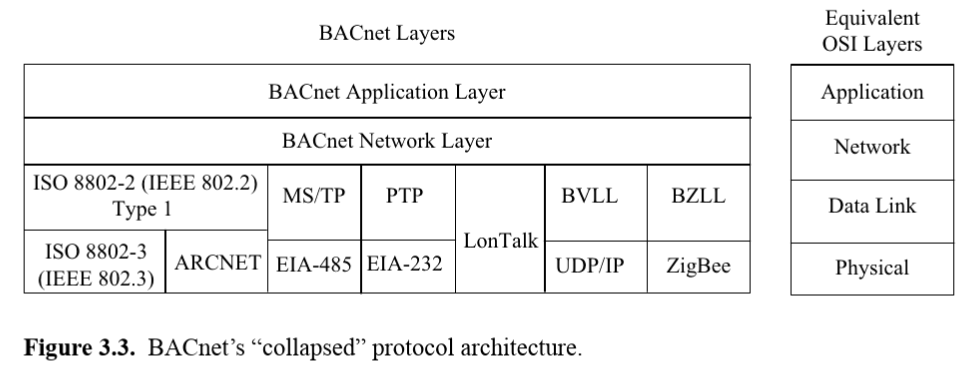 BACnet Layers
Equivalent
OSI Layers
BACnet Application Layer
Application
BACnet Network Layer
Network
ISO 8802-2 (IEEE 802.2)
Type 1
MS/TP
PTP
LonTalk
BVLL
BZLL
Data Link
ISO 8802-3
(IEEE 802.3)
ARCNET
EIA-485
EIA-232
UDP/IP
ZigBee
Physical
Figure 3.3. BACnet’s “collapsed” protocol architecture.